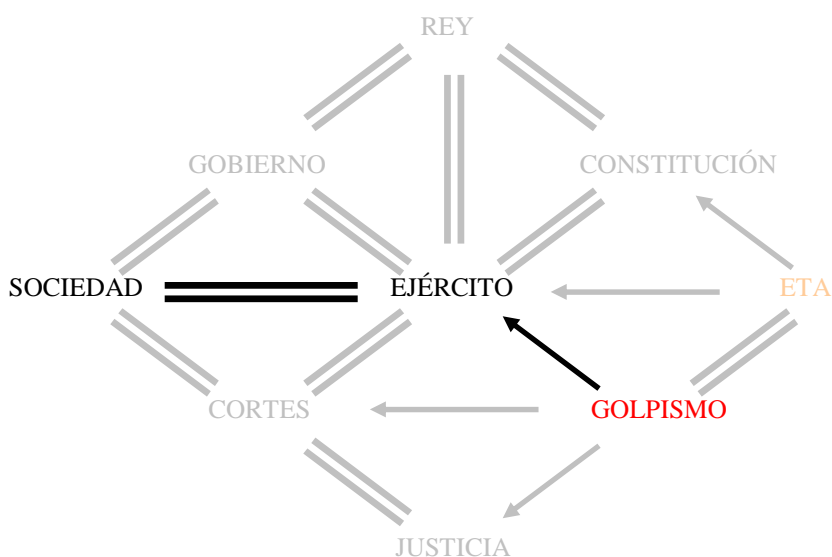 REY
GOBIERNO
CONSTITUCIÓN
SOCIEDAD
EJÉRCITO
ETA
CORTES
GOLPISMO
JUSTICIA